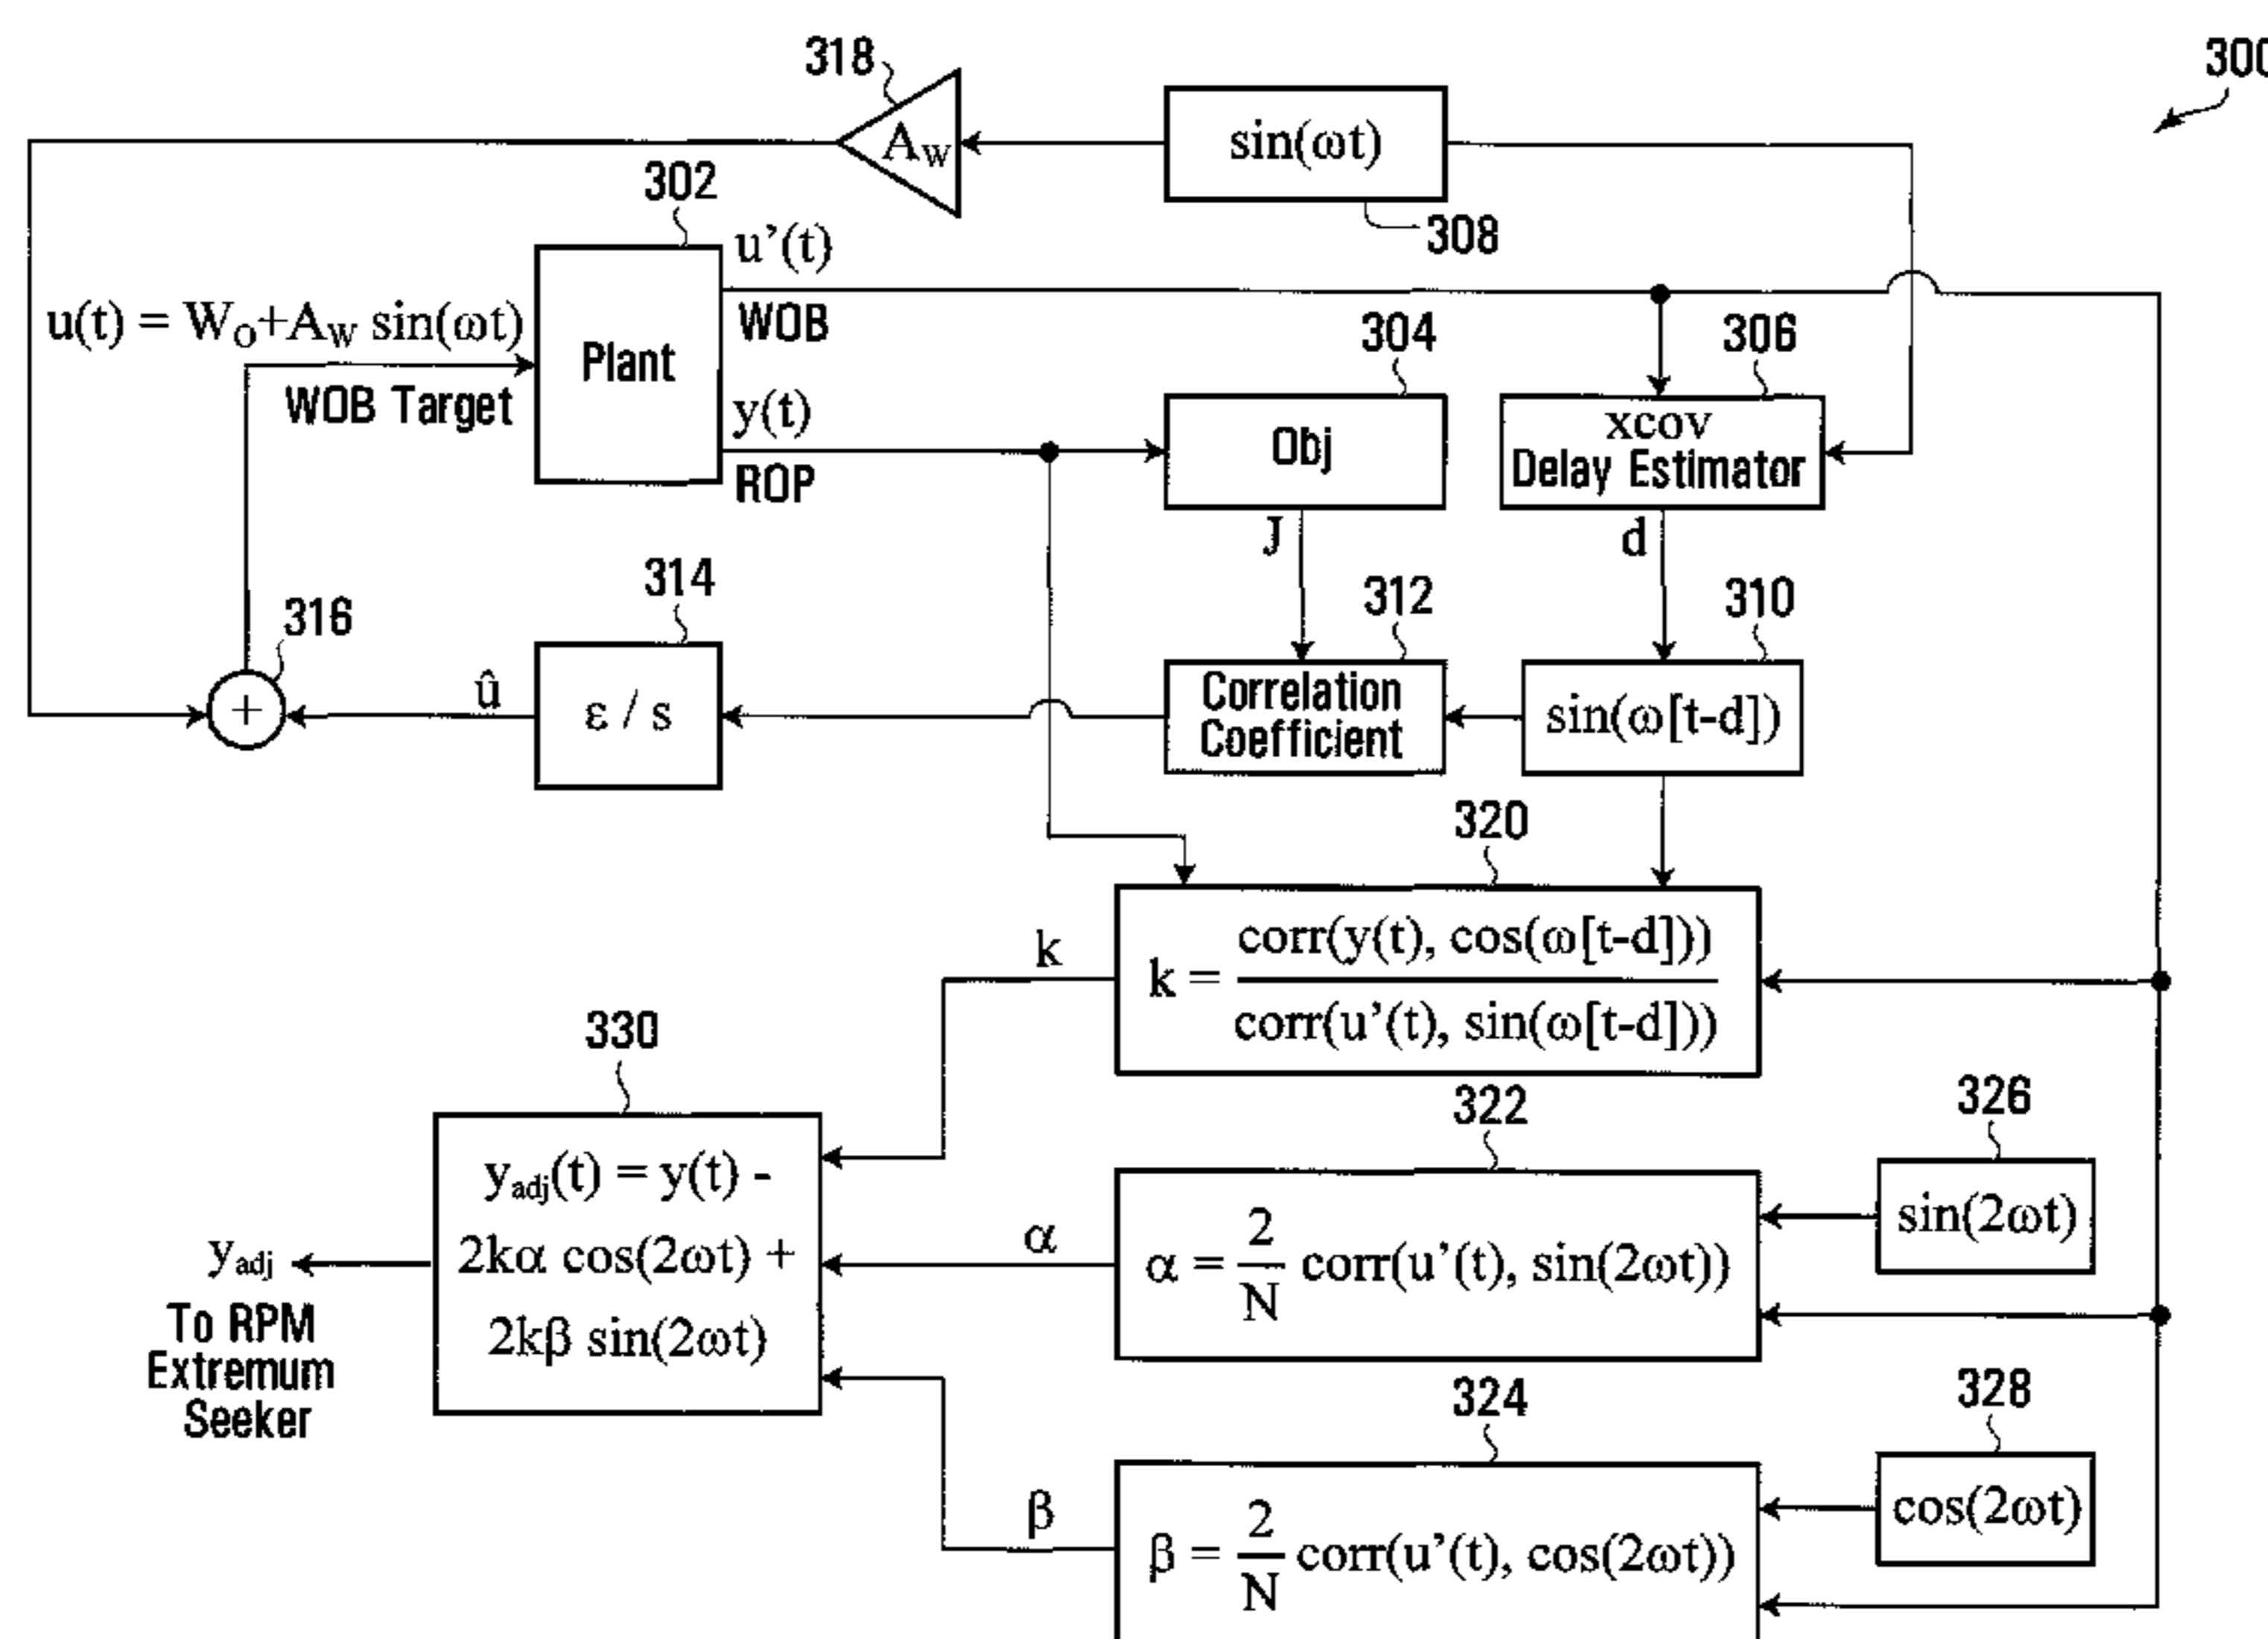 318
300
A_W
sin(ωt)
302
308
u'(t)
u(t) = W_O+A_W sin(ωt)
WOB
304
306
Plant
WOB Target
y(t)
ROP
Obj
xcov
Delay Estimator
J
d
314
312
310
316
û
ε / s
Correlation
Coefficient
sin(ω[t-d])
+
320
k
k = corr(y(t), cos(ω[t-d]))
corr(u'(t), sin(ω[t-d]))
330
322
326
y_adj(t) = y(t) -
2kα cos(2ωt) +
2kβ sin(2ωt)
α
α = 2/N corr(u'(t), sin(2ωt))
sin(2ωt)
y_adj
To RPM
Extremum
Seeker
324
328
β
β = 2/N corr(u'(t), cos(2ωt))
cos(2ωt)